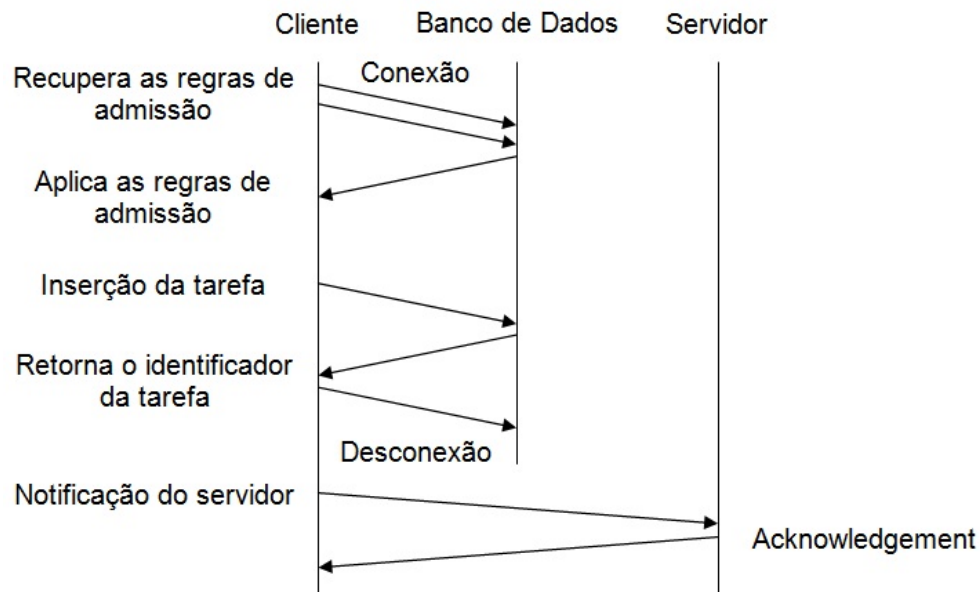 Cliente
Banco de Dados
Servidor
Recupera as regras de
admissão
Conexão
Aplica as regras de
admissão
Inserção da tarefa
Retorna o identificador
da tarefa
Desconexão
Notificação do servidor
Acknowledgement